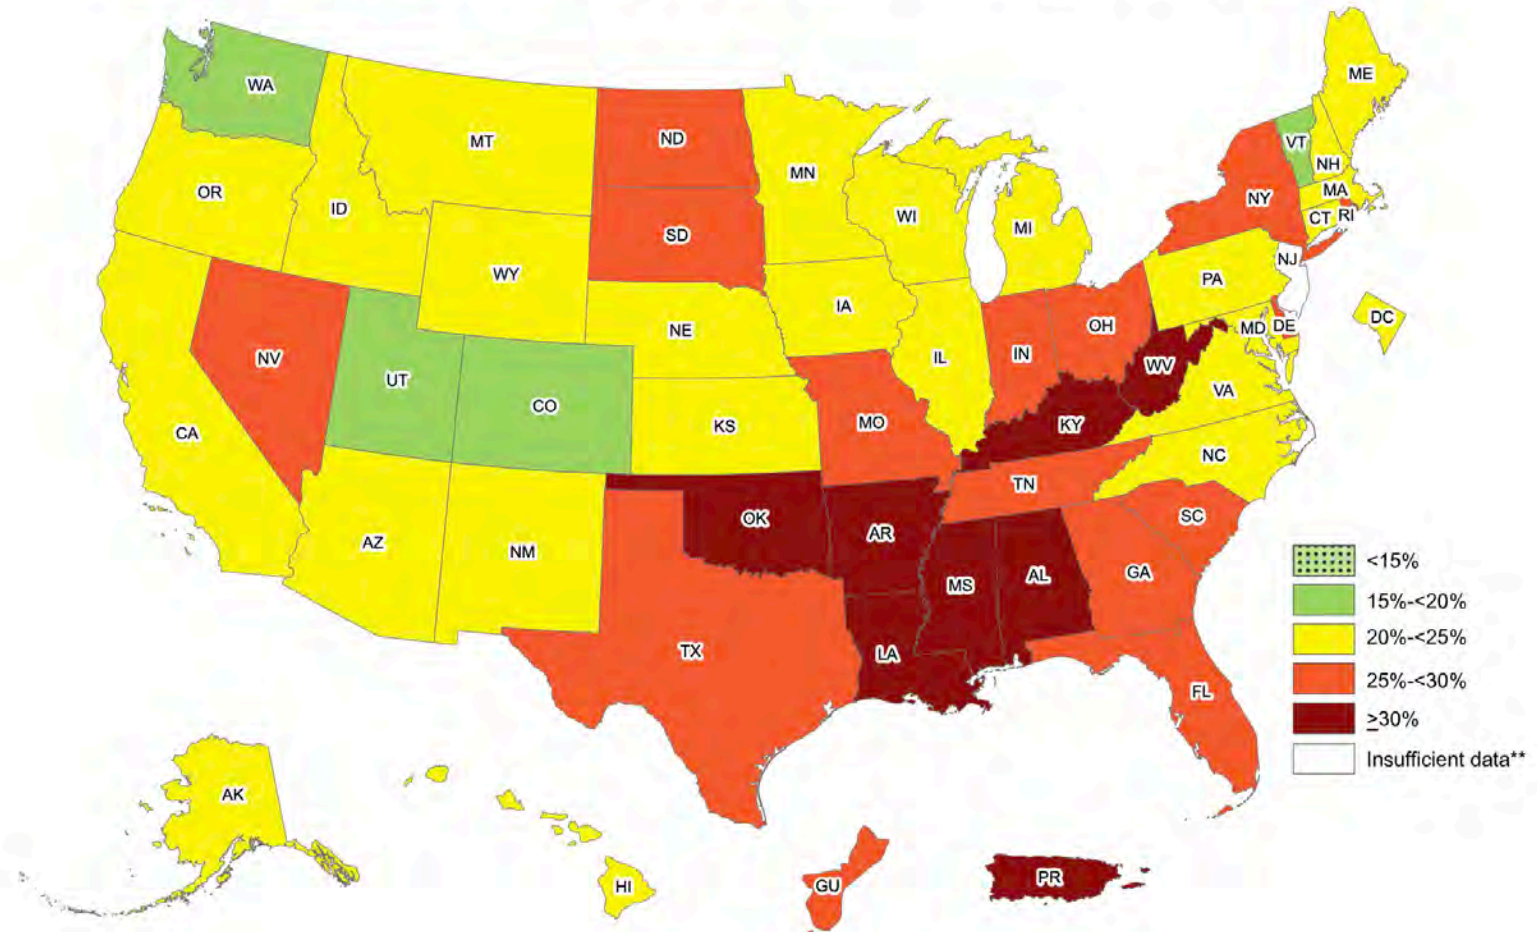 WA
ME
MT
ND
VT
MN
NH
OR
MA
ID
NY
WI
CT
RI
MI
SD
NJ
WY
PA
IA
DC
NE
OH
MD
DE
NV
IN
IL
WV
UT
VA
CO
KY
KS
MO
CA
NC
TN
OK
SC
AR
AZ
NM
<15%
GA
AL
MS
15%-<20%
20%-<25%
TX
LA
25%-<30%
FL
≥30%
Insufficient data**
AK
HI
GU
PR